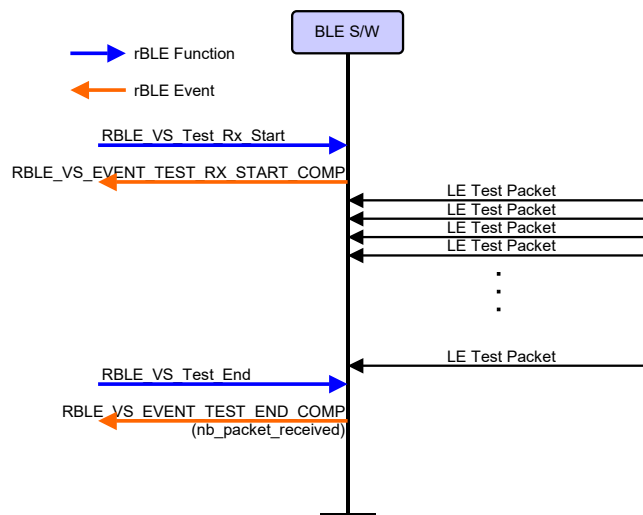 BLE S/W
rBLE Function
rBLE Event
RBLE_VS_Test_Rx_Start
RBLE_VS_EVENT_TEST_RX_START_COMP
LE Test Packet
LE Test Packet
LE Test Packet
LE Test Packet
LE Test Packet
RBLE_VS_Test_End
RBLE_VS_EVENT_TEST_END_COMP
(nb_packet_received)